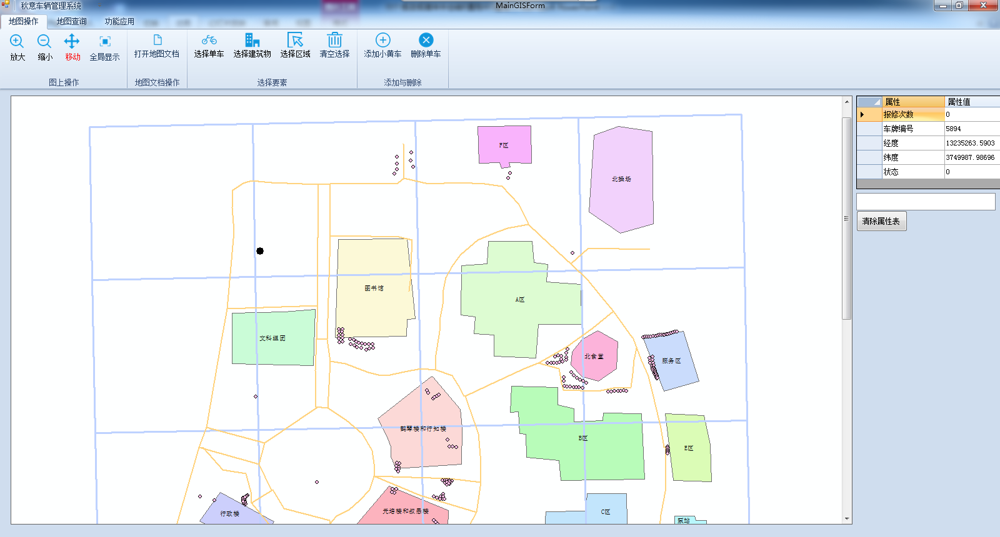 秋意车辆管理系统
MainGISForm
地图操作 地图查询 功能应用
放大 缩小 移动 全局显示 打开地图文档 选择单车 选择建筑物 选择区域 清空选择 添加小黄车 删除单车
图上操作 地图文档操作 选择要素 添加与删除
属性 属性值
报修次数 0
车牌编号 5894
经度 13235263.5903
纬度 3749987.98696
状态 0
清除属性表
F区
北操场
图书馆
A区
文科组团
北食堂
服务区
鹤琴楼和行知楼
B区
E区
行政楼
元培楼和叔愚楼
C区
泵站